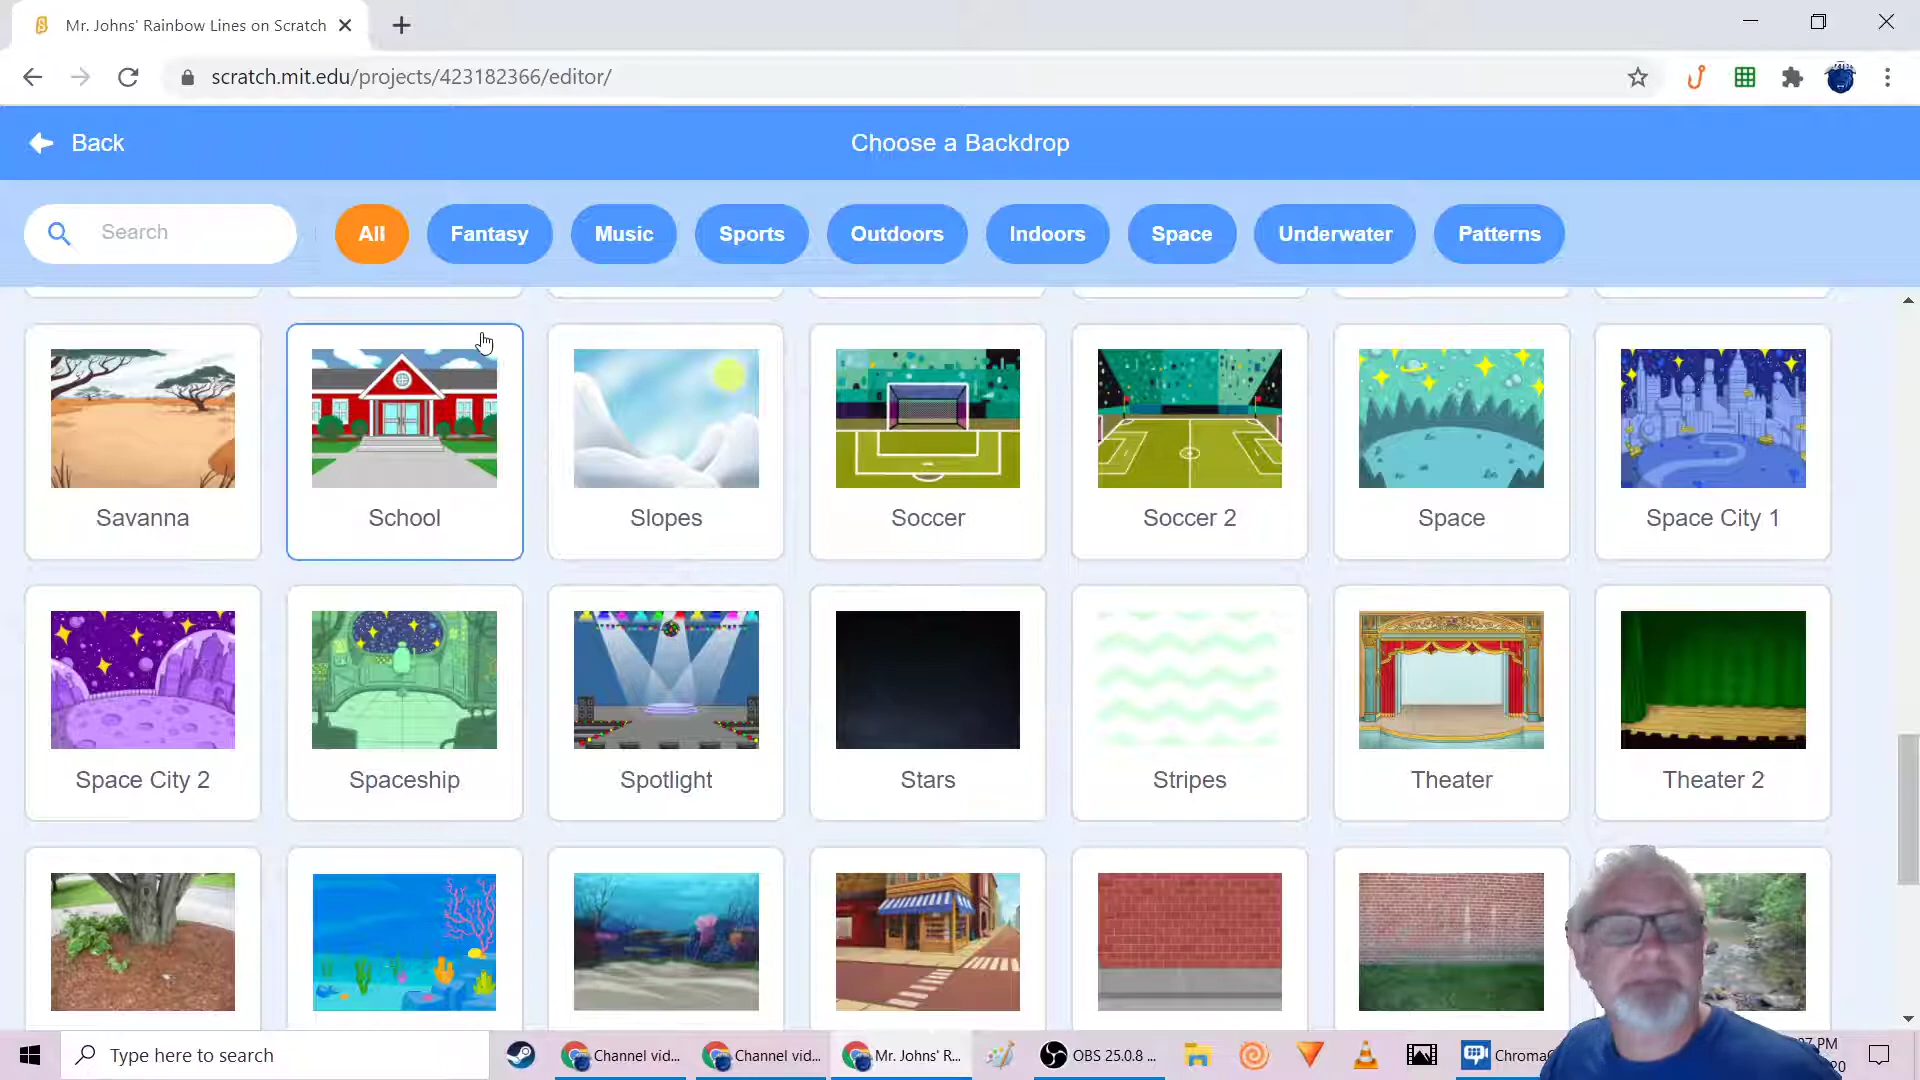 Mr. Johns' Rainbow Lines on Scratch
scratch.mit.edu/projects/423182366/editor/
Back
Choose a Backdrop
Search
All
Fantasy
Music
Sports
Outdoors
Indoors
Space
Underwater
Patterns
Savanna
School
Slopes
Soccer
Soccer 2
Space
Space City 1
Space City 2
Spaceship
Spotlight
Stars
Stripes
Theater
Theater 2
Type here to search
Channel vid...
Channel vid...
Mr. Johns' R...
OBS 25.0.8 ...
PM
20